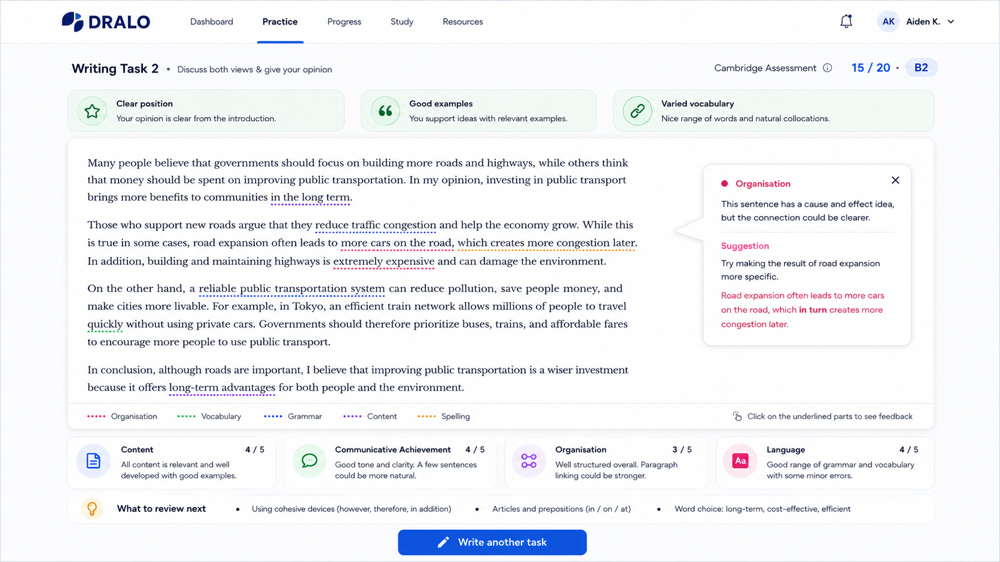 DRALO
Dashboard
Practice
Progress
Study
Resources
AK
Aiden K.
Writing Task 2 • Discuss both views & give your opinion
Cambridge Assessment
15 / 20 • B2
Clear position
Your opinion is clear from the introduction.
Good examples
You support ideas with relevant examples.
Varied vocabulary
Nice range of words and natural collocations.
Many people believe that governments should focus on building more roads and highways, while others think
that money should be spent on improving public transportation. In my opinion, investing in public transport
brings more benefits to communities in the long term.
Those who support new roads argue that they reduce traffic congestion and help the economy grow. While this
is true in some cases, road expansion often leads to more cars on the road, which creates more congestion later.
In addition, building and maintaining highways is extremely expensive and can damage the environment.
On the other hand, a reliable public transportation system can reduce pollution, save people money, and
make cities more livable. For example, in Tokyo, an efficient train network allows millions of people to travel
quickly without using private cars. Governments should therefore prioritize buses, trains, and affordable fares
to encourage more people to use public transport.
In conclusion, although roads are important, I believe that improving public transportation is a wiser investment
because it offers long-term advantages for both people and the environment.
Organisation
This sentence has a cause and effect idea,
but the connection could be clearer.
Suggestion
Try making the result of road expansion
more specific.
Road expansion often leads to more cars
on the road, which in turn creates more
congestion later.
Organisation
Vocabulary
Grammar
Content
Spelling
Click on the underlined parts to see feedback
Content 4 / 5
All content is relevant and well
developed with good examples.
Communicative Achievement 4 / 5
Good tone and clarity. A few sentences
could be more natural.
Organisation 3 / 5
Well structured overall. Paragraph
linking could be stronger.
Aa
Language 4 / 5
Good range of grammar and vocabulary
with some minor errors.
What to review next
• Using cohesive devices (however, therefore, in addition)
• Articles and prepositions (in / on / at)
• Word choice: long-term, cost-effective, efficient
Write another task